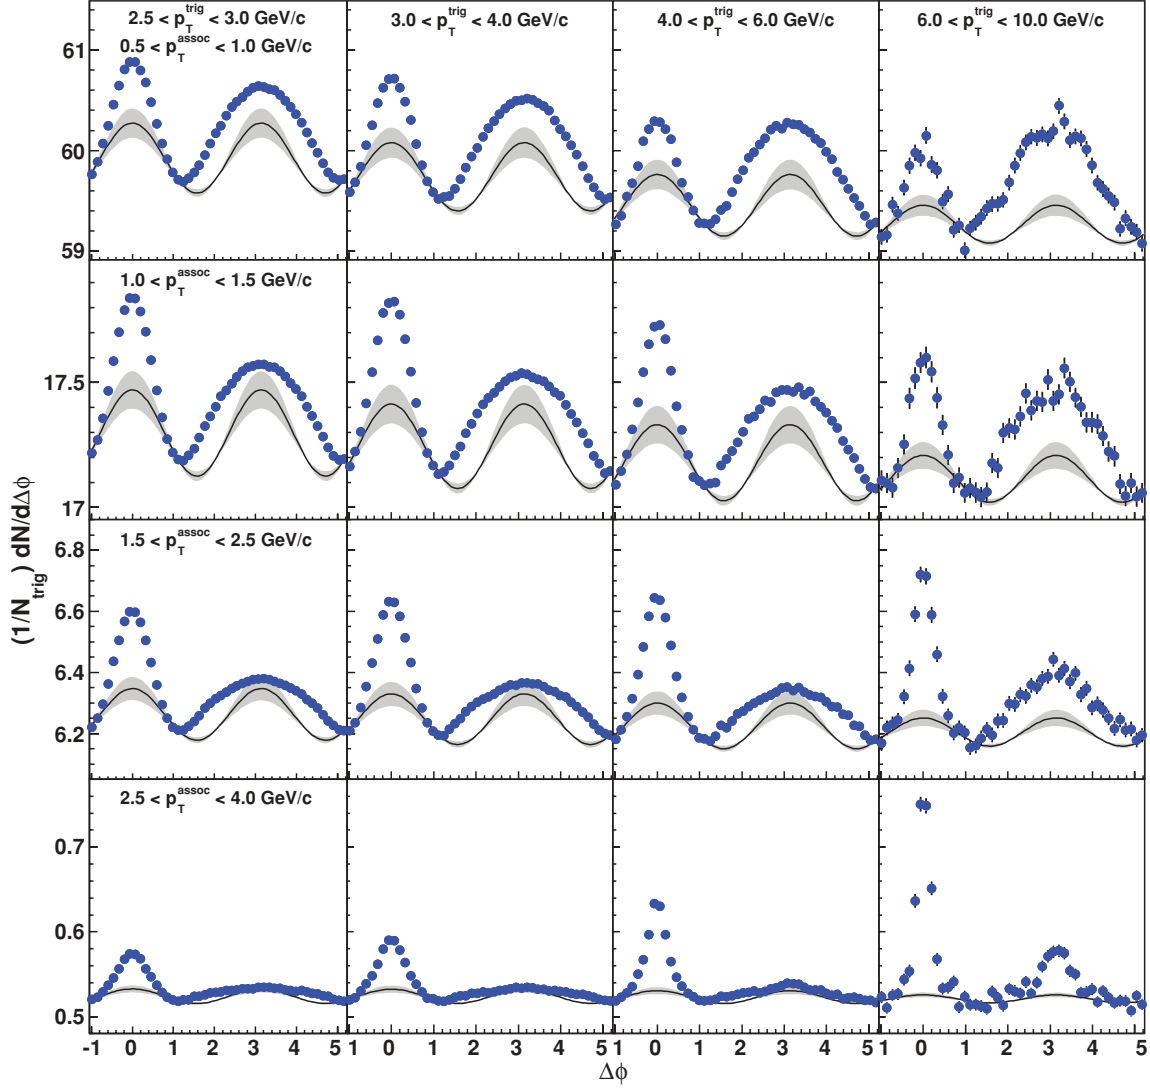 2.5 < p_T^trig < 3.0 GeV/c
0.5 < p_T^assoc < 1.0 GeV/c
3.0 < p_T^trig < 4.0 GeV/c
4.0 < p_T^trig < 6.0 GeV/c
6.0 < p_T^trig < 10.0 GeV/c
61
60
59
1.0 < p_T^assoc < 1.5 GeV/c
17.5
17
1.5 < p_T^assoc < 2.5 GeV/c
6.8
6.6
6.4
6.2
2.5 < p_T^assoc < 4.0 GeV/c
0.7
0.6
0.5
(1/N_trig) dN/dΔϕ
-1 0 1 2 3 4 5 1 0 1 2 3 4 5 1 0 1 2 3 4 5 1 0 1 2 3 4 5
Δϕ